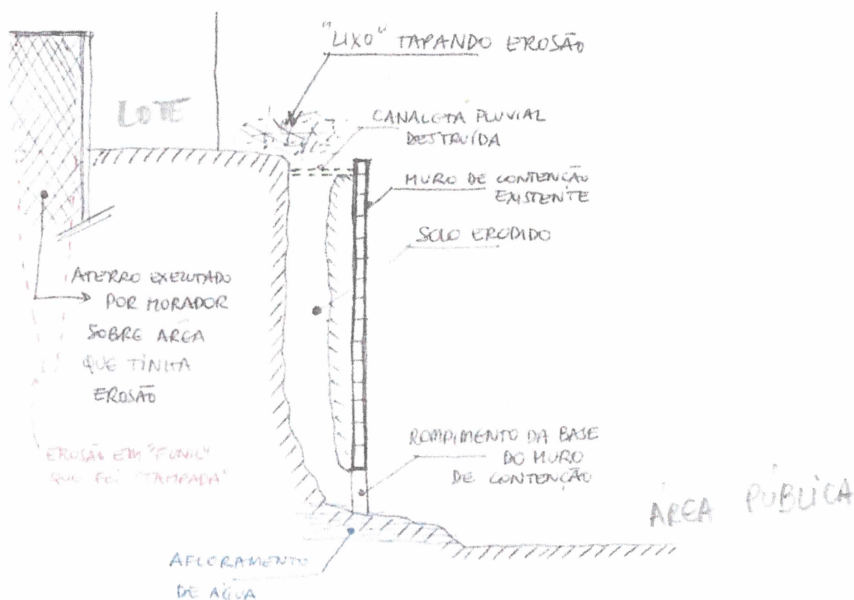 "LIXO" TAPANDO EROSÃO
LOTE
CANALETA PLUVIAL
DESTRUÍDA
MURO DE CONTENÇÃO
EXISTENTE
SOLO ERODIDO
ATERRO EXECUTADO
POR MORADOR
SOBRE ÁREA
QUE TINHA
EROSÃO
EROSÃO EM "FUNIL"
QUE FOI "TAMPADA"
ROMPIMENTO DA BASE
DO MURO
DE CONTENÇÃO
ÁREA PÚBLICA
AFLORAMENTO
DE ÁGUA